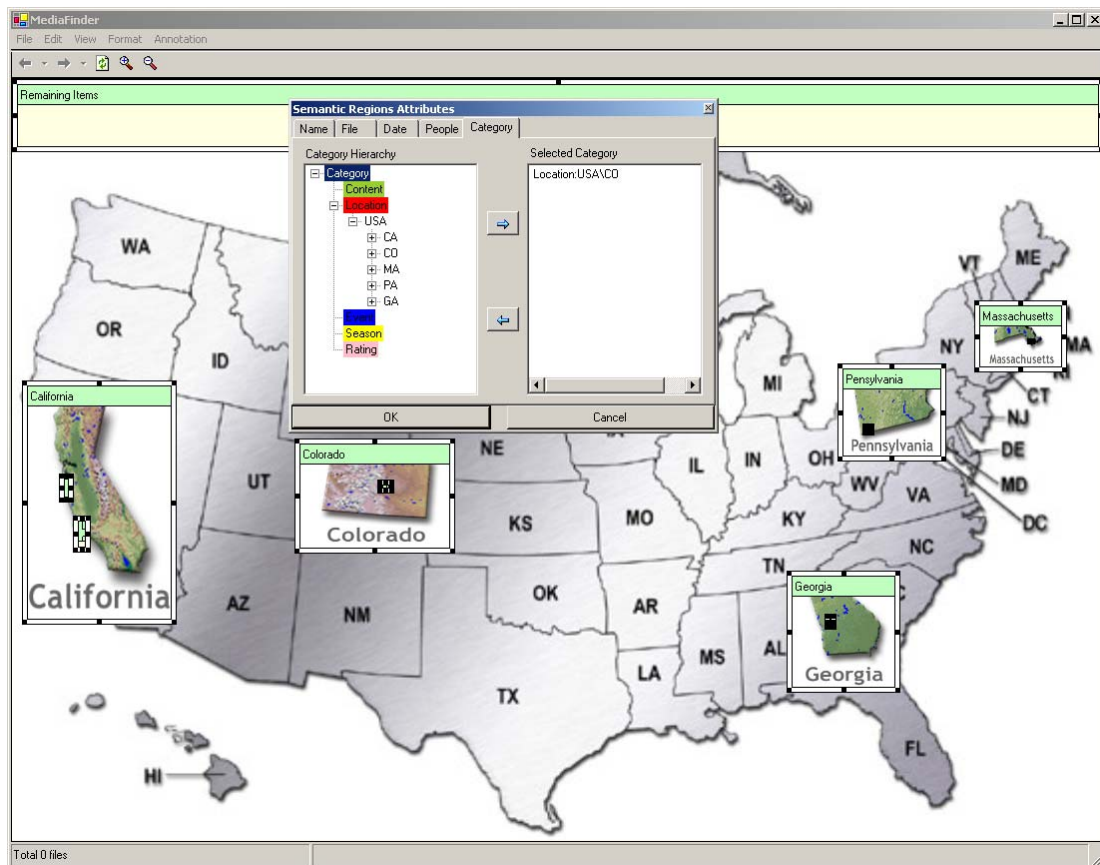 MediaFinder
File Edit View Format Annotation
Remaining Items
Semantic Regions Attributes
Name File Date People Category
Category Hierarchy
Selected Category
Category
Content
Location
USA
CA
CO
MA
PA
GA
Event
Season
Rating
Location:USA\CO
OK
Cancel
WA
OR
ID
VT
ME
NY
Massachusetts
Massachusetts
MA
RI
CT
NJ
DE
MD
DC
MI
Pensylvania
Pennsylvania
California
California
UT
Colorado
Colorado
NE
IA
IL
IN
OH
WV
VA
KS
MO
KY
NC
TN
AZ
NM
OK
AR
Georgia
Georgia
MS
AL
LA
TX
FL
HI
Total 0 files